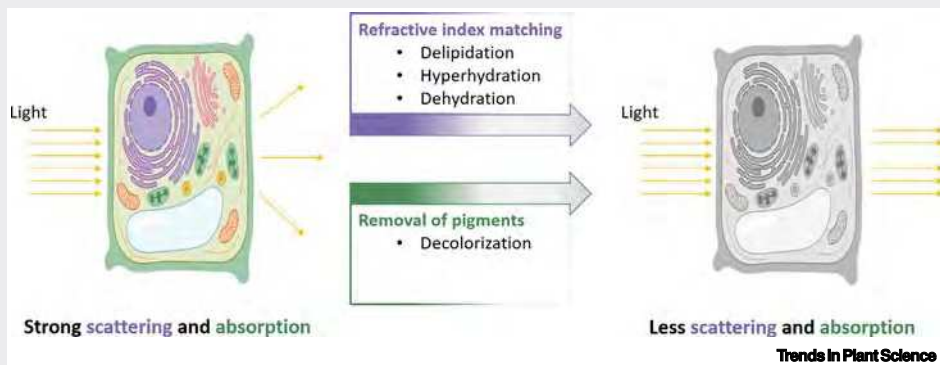 Refractive index matching
• Delipidation
• Hyperhydration
• Dehydration
Light
Light
Removal of pigments
• Decolorization
Strong scattering and absorption
Less scattering and absorption
Trends in Plant Science